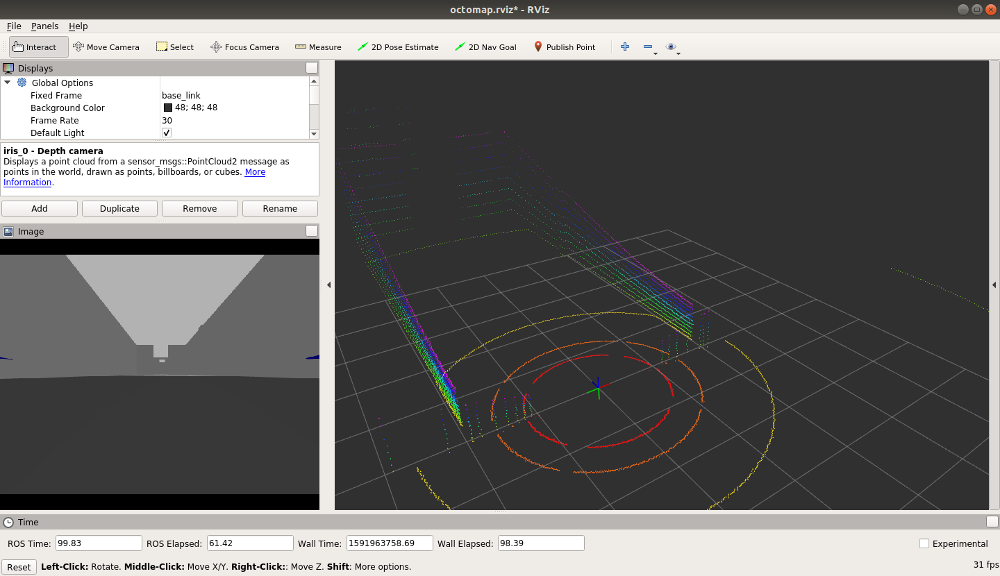 octomap.rviz* - RViz
File Panels Help
Interact Move Camera Select Focus Camera Measure 2D Pose Estimate 2D Nav Goal Publish Point
Displays
Global Options
Fixed Frame base_link
Background Color 48; 48; 48
Frame Rate 30
Default Light
iris_0 - Depth camera
Displays a point cloud from a sensor_msgs::PointCloud2 message as
points in the world, drawn as points, billboards, or cubes. More
Information.
Add Duplicate Remove Rename
Image
Time
ROS Time: 99.83 ROS Elapsed: 61.42 Wall Time: 1591963758.69 Wall Elapsed: 98.39 Experimental
Reset Left-Click: Rotate. Middle-Click: Move X/Y. Right-Click:: Move Z. Shift: More options. 31 fps